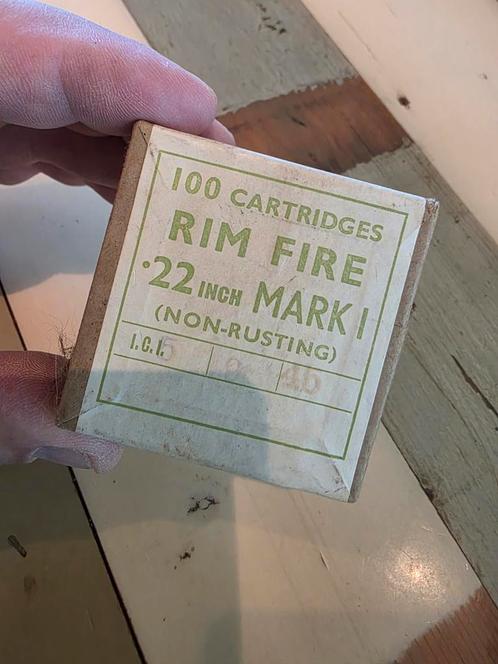 100 CARTRIDGES
RIM FIRE
·22 INCH MARK I
(NON-RUSTING)
I.C.I.